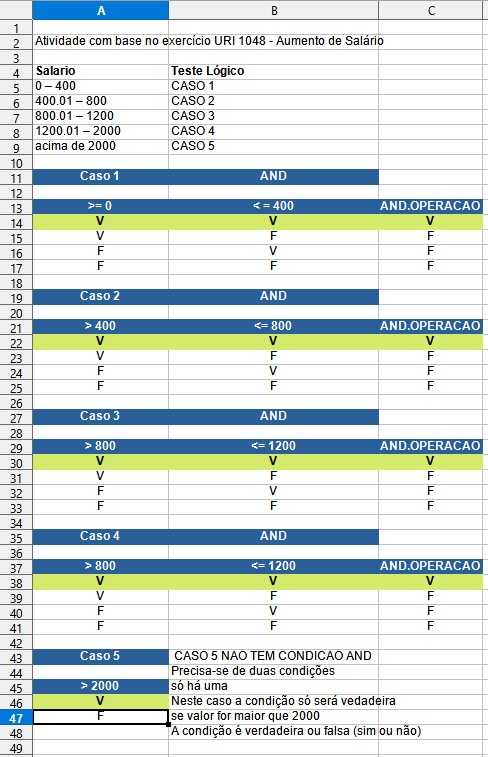 A B C
1
2 Atividade com base no exercício URI 1048 - Aumento de Salário
3
4 Salario Teste Lógico
5 0 – 400 CASO 1
6 400.01 – 800 CASO 2
7 800.01 – 1200 CASO 3
8 1200.01 – 2000 CASO 4
9 acima de 2000 CASO 5
10
11 Caso 1 AND
12
13 >= 0 < = 400 AND.OPERACAO
14 V V V
15 V F F
16 F V F
17 F F F
18
19 Caso 2 AND
20
21 > 400 <= 800 AND.OPERACAO
22 V V V
23 V F F
24 F V F
25 F F F
26
27 Caso 3 AND
28
29 > 800 <= 1200 AND.OPERACAO
30 V V V
31 V F F
32 F V F
33 F F F
34
35 Caso 4 AND
36
37 > 800 <= 1200 AND.OPERACAO
38 V V V
39 V F F
40 F V F
41 F F F
42
43 Caso 5 CASO 5 NAO TEM CONDICAO AND
44 Precisa-se de duas condições
45 > 2000 só há uma
46 V Neste caso a condição só será vedadeira
47 F se valor for maior que 2000
48 A condição é verdadeira ou falsa (sim ou não)
49